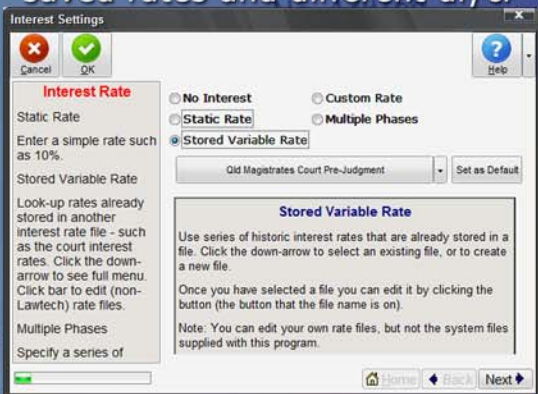 saved rates and different
Interest Settings
Cancel
OK
Help
Interest Rate
Static Rate
Enter a simple rate such
as 10%.
Stored Variable Rate
Look-up rates already
stored in another
interest rate file - such
as the court interest
rates. Click the down-
arrow to see full menu.
Click bar to edit (non-
Lawtech) rate files.
Multiple Phases
Specify a series of
No Interest
Custom Rate
Static Rate
Multiple Phases
Stored Variable Rate
Qld Magistrates Court Pre-Judgment
Set as Default
Stored Variable Rate
Use series of historic interest rates that are already stored in a
file. Click the down-arrow to select an existing file, or to create
a new file.
Once you have selected a file you can edit it by clicking the
button (the button that the file name is on).
Note: You can edit your own rate files, but not the system files
supplied with this program.
Home
Back
Next